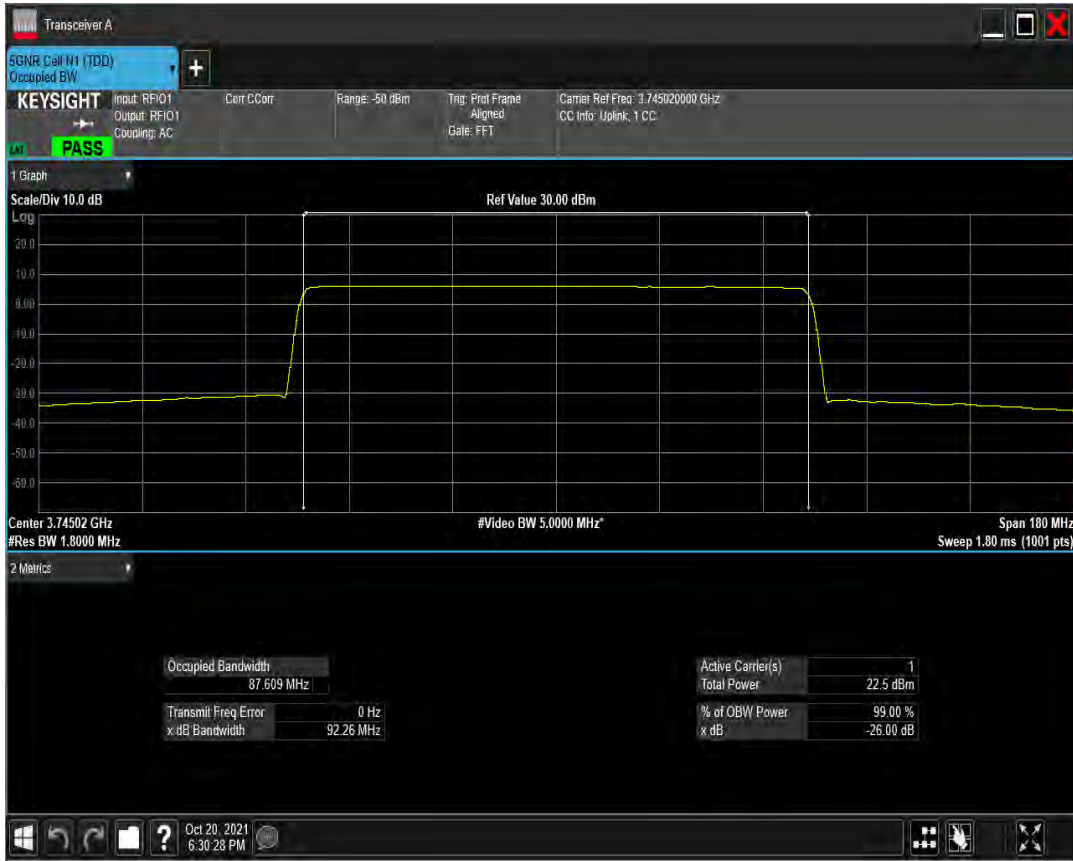 Transceiver A
5GNR Cell N1 (TDD)
Occupied BW
KEYSIGHT
Input: RFIO1
Output: RFIO1
Coupling: AC
Corr CCorr
Range: -50 dBm
Trig: Prot Frame
Aligned
Gate: FFT
Carrier Ref Freq: 3.745020000 GHz
CC Info: Uplink, 1 CC
PASS
1 Graph
Scale/Div 10.0 dB
Ref Value 30.00 dBm
Log
20.0
10.0
0.00
-10.0
-20.0
-30.0
-40.0
-50.0
-60.0
Center 3.74502 GHz
#Video BW 5.0000 MHz*
Span 180 MHz
#Res BW 1.8000 MHz
Sweep 1.80 ms (1001 pts)
2 Metrics
Occupied Bandwidth
87.609 MHz
Transmit Freq Error 0 Hz
x dB Bandwidth 92.26 MHz
Active Carrier(s) 1
Total Power 22.5 dBm
% of OBW Power 99.00 %
x dB -26.00 dB
?
Oct 20, 2021
6:30:28 PM